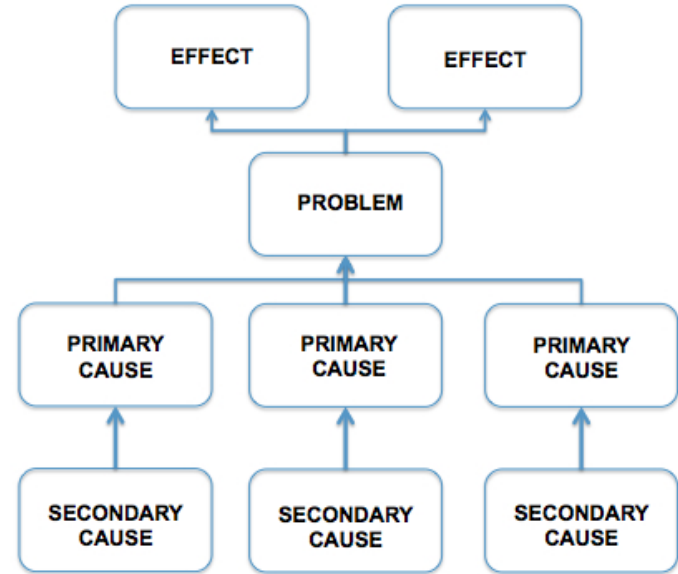 EFFECT
EFFECT
PROBLEM
PRIMARY
CAUSE
PRIMARY
CAUSE
PRIMARY
CAUSE
SECONDARY
CAUSE
SECONDARY
CAUSE
SECONDARY
CAUSE